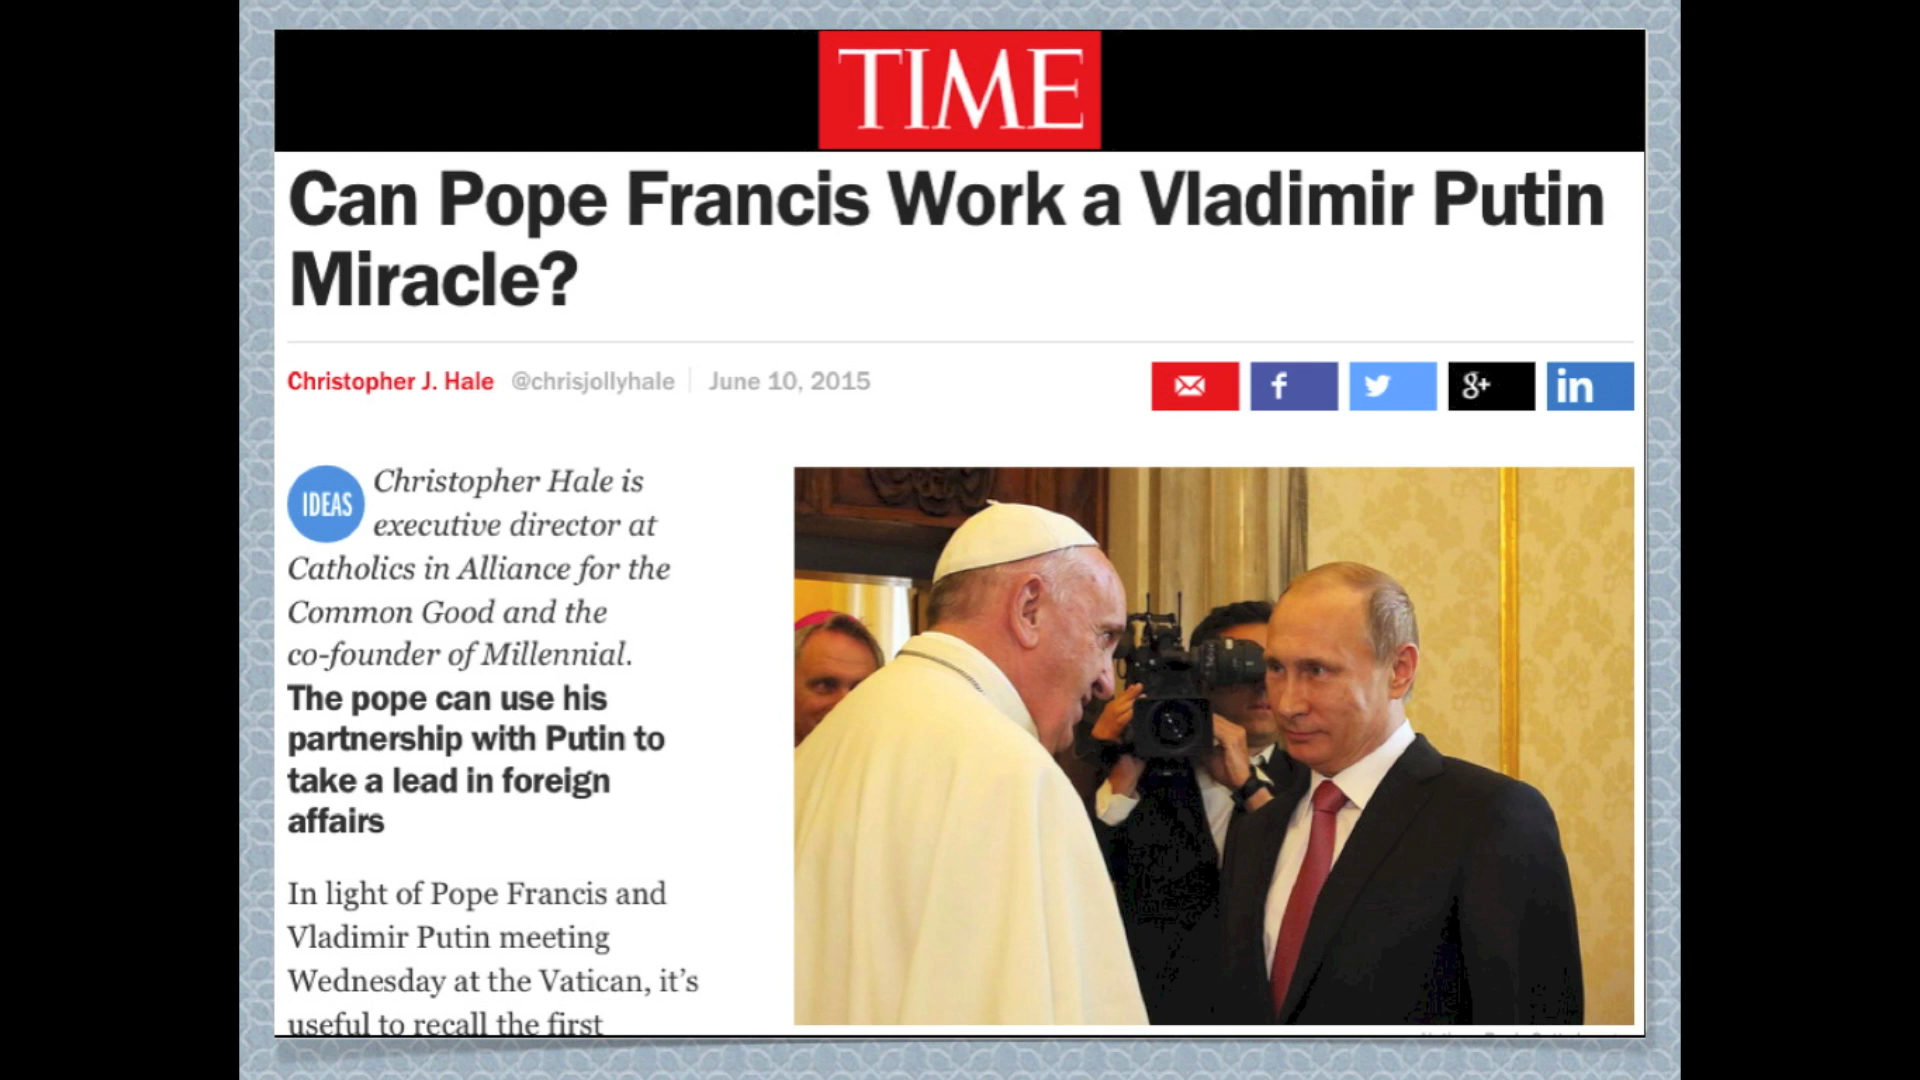 TIME
Can Pope Francis Work a Vladimir Putin
Miracle?
Christopher J. Hale @chrisjollyhale June 10, 2015
f 8+ in
IDEAS
Christopher Hale is
executive director at
Catholics in Alliance for the
Common Good and the
co-founder of Millennial.
The pope can use his
partnership with Putin to
take a lead in foreign
affairs
In light of Pope Francis and
Vladimir Putin meeting
Wednesday at the Vatican, it's
useful to recall the first